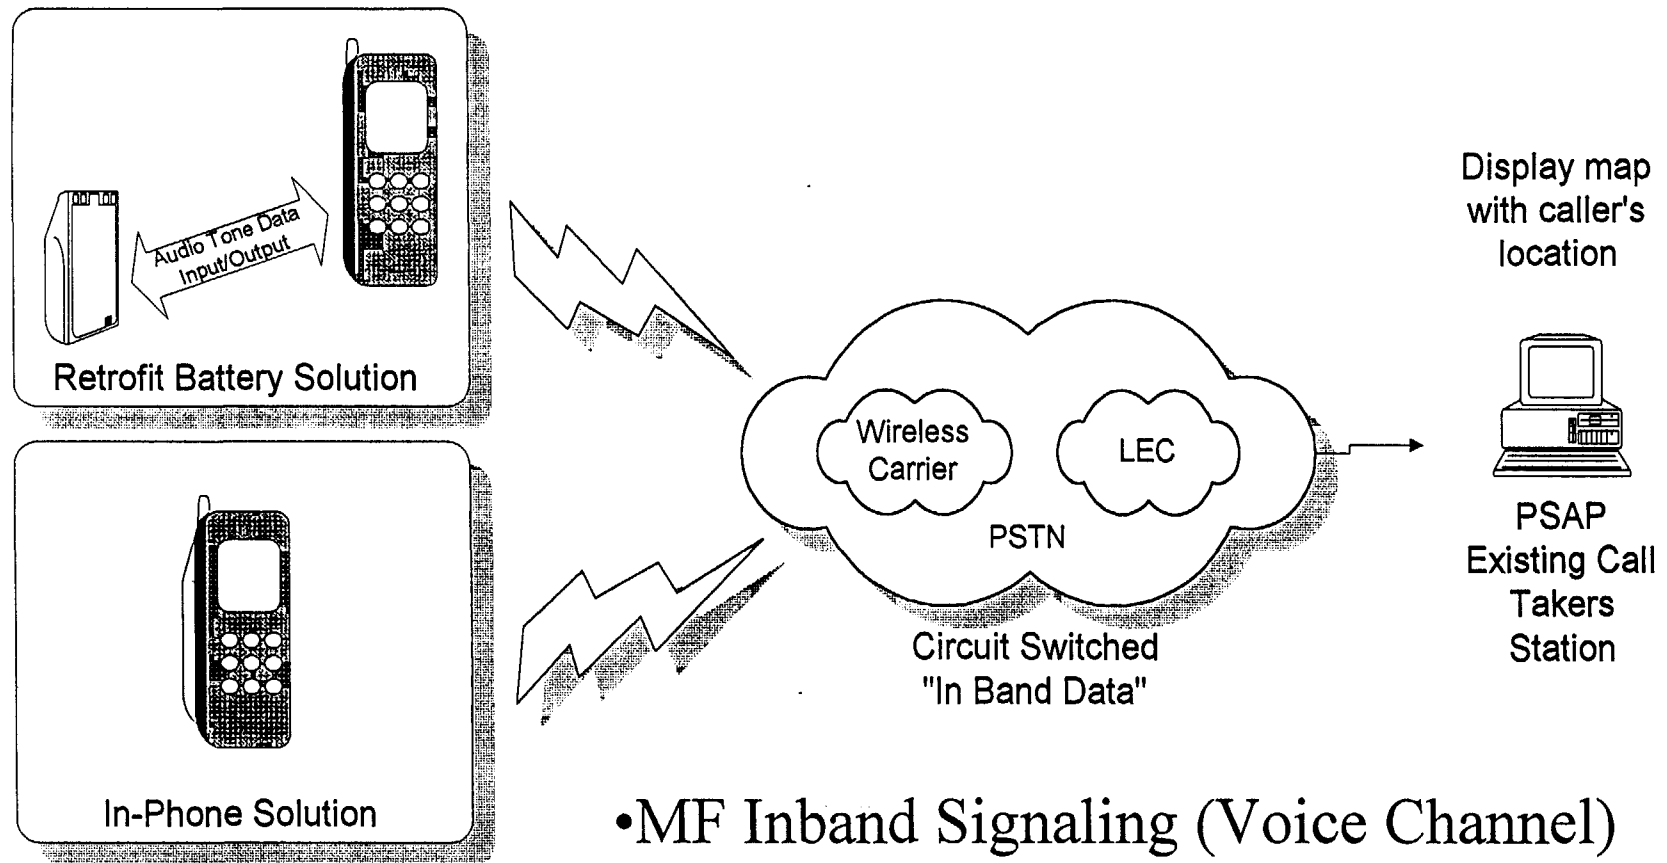 Audio Tone Data
Input/Output
Retrofit Battery Solution
In-Phone Solution
Wireless
Carrier
LEC
PSTN
Circuit Switched
"In Band Data"
Display map
with caller's
location
PSAP
Existing Call
Takers
Station
•MF Inband Signaling (Voice Channel)